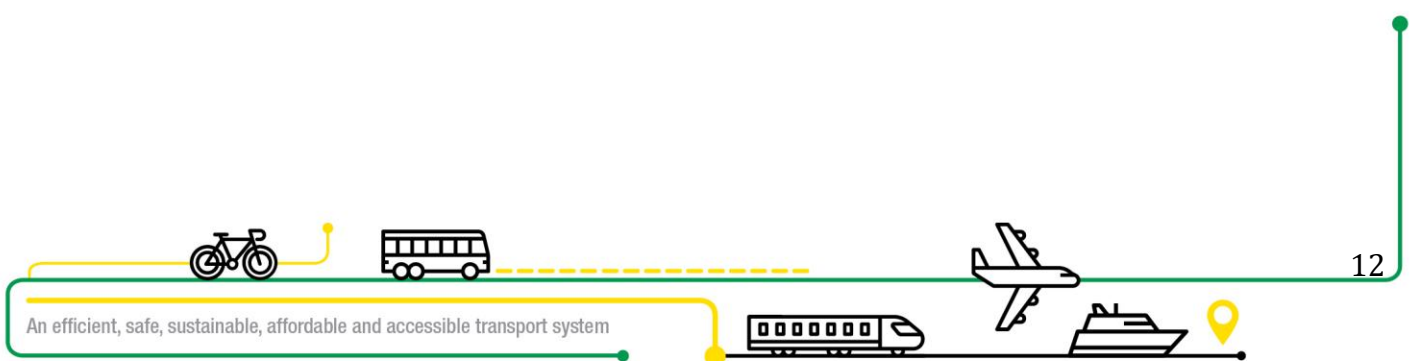 12
An efficient, safe, sustainable, affordable and accessible transport system